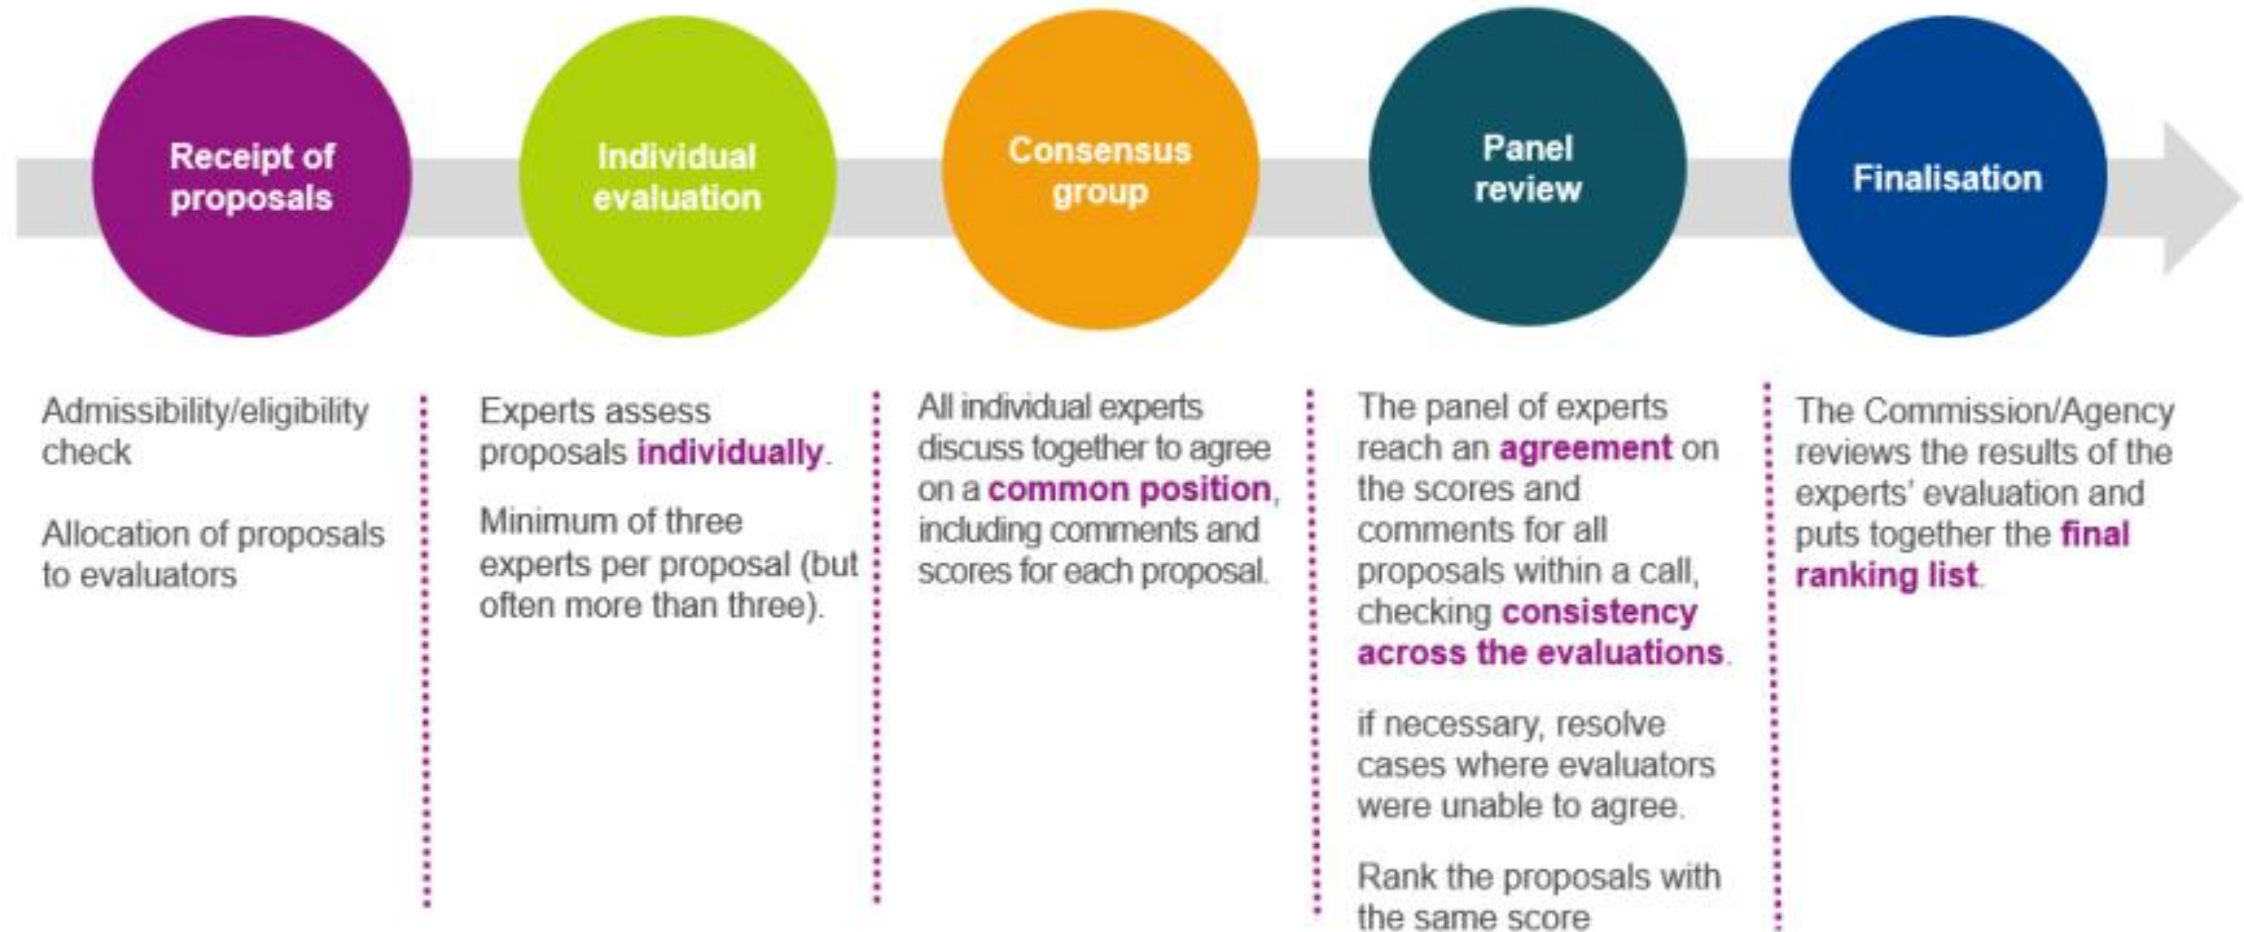 Receipt of
proposals
Individual
evaluation
Consensus
group
Panel
review
Finalisation
Admissibility/eligibility
check
Allocation of proposals
to evaluators
Experts assess
proposals individually.
Minimum of three
experts per proposal (but
often more than three).
All individual experts
discuss together to agree
on a common position,
including comments and
scores for each proposal.
The panel of experts
reach an agreement on
the scores and
comments for all
proposals within a call,
checking consistency
across the evaluations.
if necessary, resolve
cases where evaluators
were unable to agree.
Rank the proposals with
the same score
The Commission/Agency
reviews the results of the
experts' evaluation and
puts together the final
ranking list.